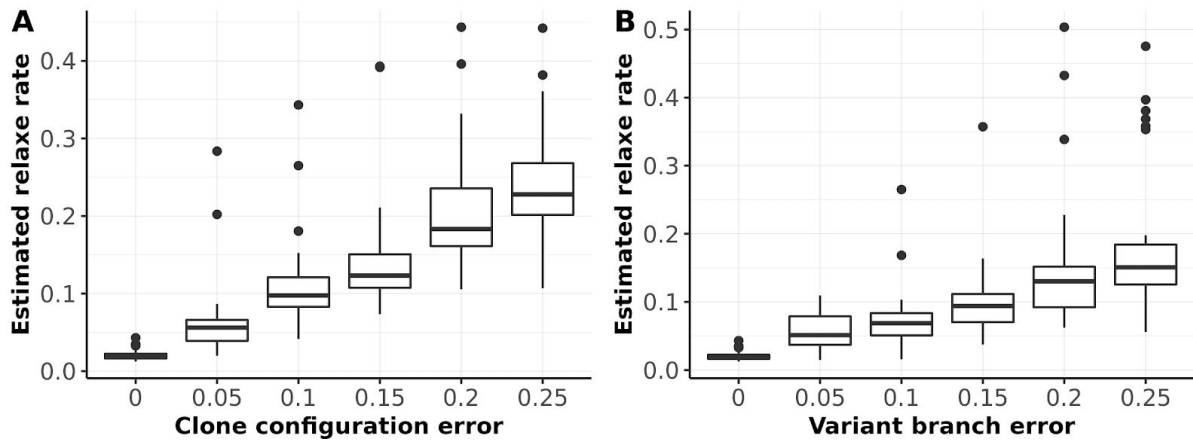 A
Estimated relaxe rate
0.4
0.3
0.2
0.1
0.0
0 0.05 0.1 0.15 0.2 0.25
Clone configuration error
B
Estimated relaxe rate
0.5
0.4
0.3
0.2
0.1
0.0
0 0.05 0.1 0.15 0.2 0.25
Variant branch error